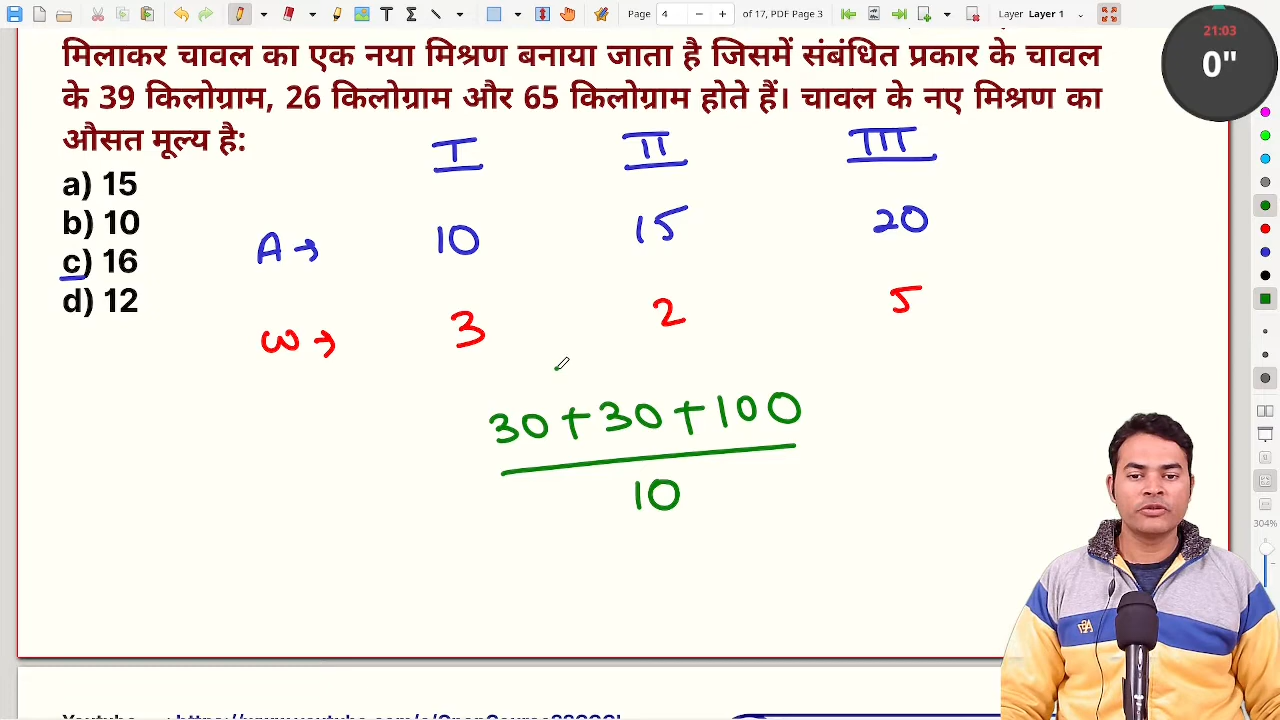 Page 4 of 17, PDF Page 3 Layer Layer 1
21:03
0"
मिलाकर चावल का एक नया मिश्रण बनाया जाता है जिसमें संबंधित प्रकार के चावल
के 39 किलोग्राम, 26 किलोग्राम और 65 किलोग्राम होते हैं। चावल के नए मिश्रण का
औसत मूल्य है:
I II III
a) 15
b) 10
A → 10 15 20
c) 16
d) 12
W → 3 2 5
30+30+100
10
304%